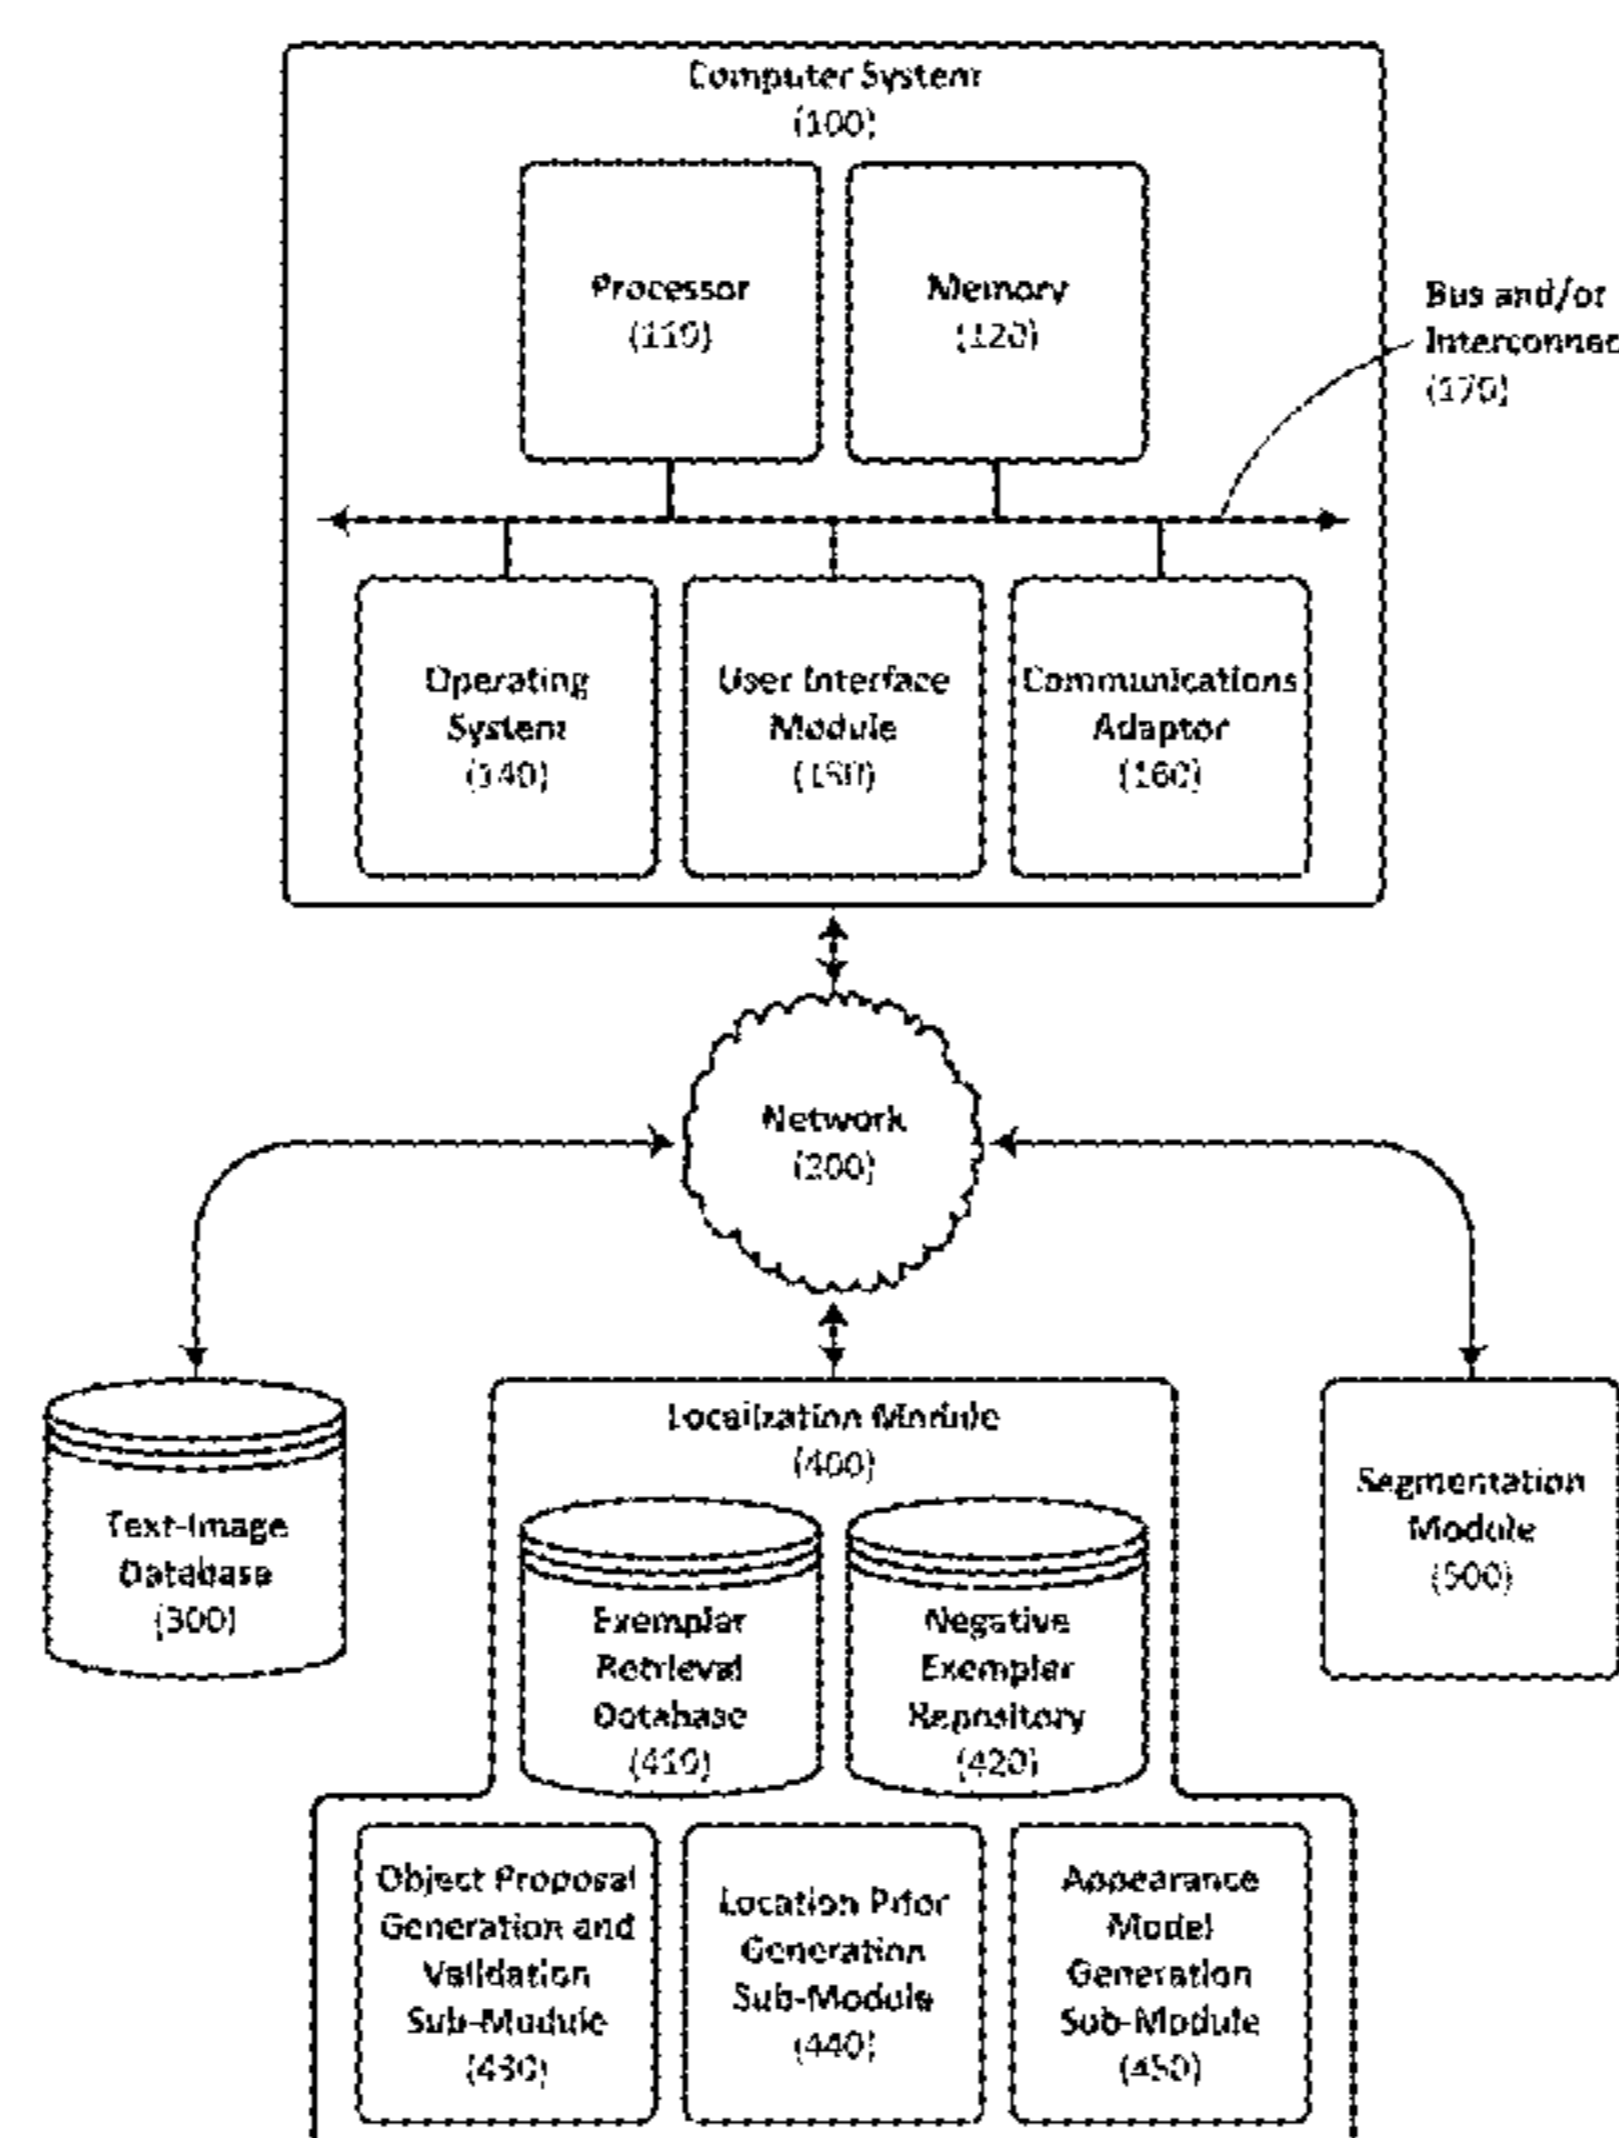 Computer System
(100)
Processor
(110)
Memory
(120)
Bus and/or
Interconnec
(170)
Operating
System
(140)
User Interface
Module
(150)
Communications
Adaptor
(160)
Network
(200)
Text-Image
Database
(300)
Localization Module
(400)
Exemplar
Retrieval
Database
(410)
Negative
Exemplar
Repository
(420)
Segmentation
Module
(500)
Object Proposal
Generation and
Validation
Sub-Module
(430)
Location Prior
Generation
Sub-Module
(440)
Appearance
Model
Generation
Sub-Module
(450)